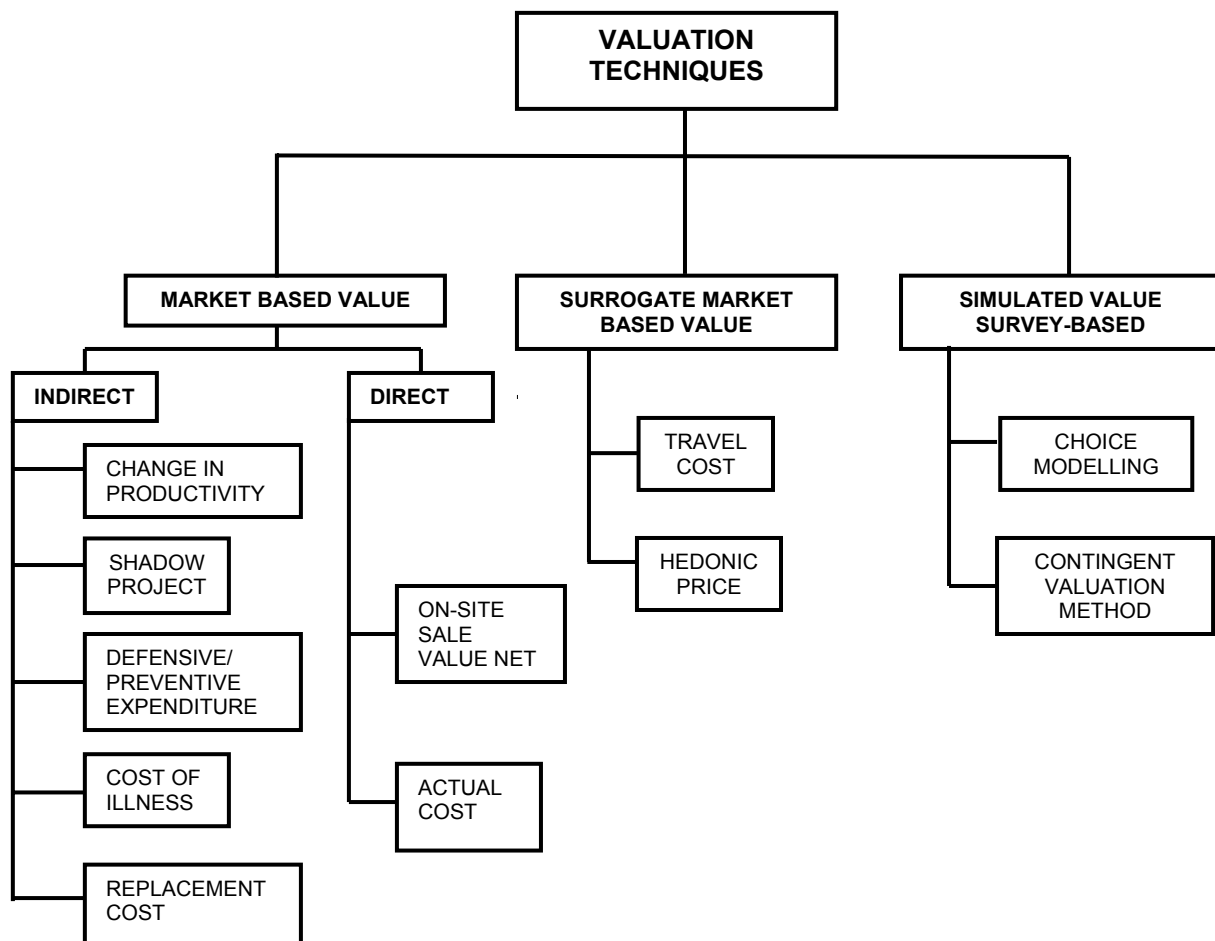 VALUATION
TECHNIQUES
MARKET BASED VALUE
SURROGATE MARKET
BASED VALUE
SIMULATED VALUE
SURVEY-BASED
INDIRECT
DIRECT
CHANGE IN
PRODUCTIVITY
SHADOW
PROJECT
DEFENSIVE/
PREVENTIVE
EXPENDITURE
COST OF
ILLNESS
REPLACEMENT
COST
ON-SITE
SALE
VALUE NET
ACTUAL
COST
TRAVEL
COST
HEDONIC
PRICE
CHOICE
MODELLING
CONTINGENT
VALUATION
METHOD